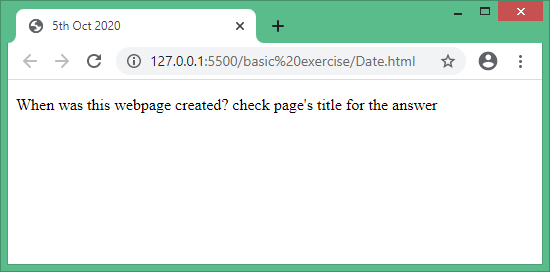 5th Oct 2020
127.0.0.1:5500/basic%20exercise/Date.html
When was this webpage created? check page's title for the answer